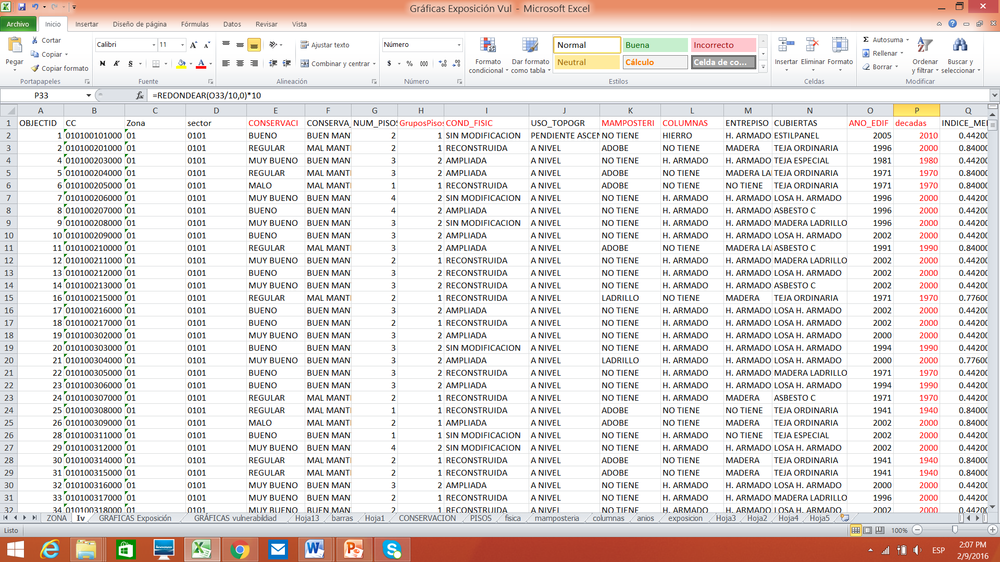 Gráficas Exposición Vul - Microsoft Excel
Archivo Inicio Insertar Diseño de página Fórmulas Datos Revisar Vista
Pegar Cortar Copiar Copiar formato Portapapeles
Calibri 11 N K S A Fuente
Ajustar texto Combinar y centrar Alineación
Número $ % 000 Número
Formato condicional Dar formato como tabla Normal Buena Incorrecto Neutral Cálculo Celda de co... Estilos
Insertar Eliminar Formato Celdas
Σ Autosuma Rellenar Borrar Ordenar y filtrar Buscar y seleccionar Modificar
P33 fx =REDONDEAR(O33/10,0)*10
A B C D E F G H I J K L M N O P Q
1 OBJECTID CC Zona sector CONSERVACI CONSERVA_ NUM_PISOS GruposPisos COND_FISIC USO_TOPOGR MAMPOSTERI COLUMNAS ENTREPISO CUBIERTAS ANO_EDIF decadas INDICE_MEI
2 1 010100101000 01 0101 BUENO BUEN MAN 2 1 SIN MODIFICACION PENDIENTE ASCEN NO TIENE HIERRO H. ARMADO ESTILPANEL 2005 2010 0.44200
3 2 010100201000 01 0101 REGULAR MAL MANT 2 1 RECONSTRUIDA A NIVEL ADOBE NO TIENE MADERA TEJA ORDINARIA 1996 2000 0.84000
4 4 010100203000 01 0101 MUY BUENO BUEN MAN 3 2 AMPLIADA A NIVEL NO TIENE H. ARMADO H. ARMADO TEJA ESPECIAL 1981 1980 0.44200
5 5 010100204000 01 0101 REGULAR MAL MANT 3 2 AMPLIADA A NIVEL ADOBE NO TIENE MADERA LA TEJA ORDINARIA 1971 1970 0.84000
6 6 010100205000 01 0101 MALO MAL MANT 1 1 RECONSTRUIDA A NIVEL ADOBE NO TIENE NO TIENE TEJA ORDINARIA 1971 1970 0.84000
7 7 010100206000 01 0101 MUY BUENO BUEN MAN 4 2 SIN MODIFICACION A NIVEL NO TIENE H. ARMADO H. ARMADO LOSA H. ARMADO 1996 2000 0.44200
8 8 010100207000 01 0101 BUENO BUEN MAN 4 2 AMPLIADA A NIVEL NO TIENE H. ARMADO H. ARMADO ASBESTO C 1996 2000 0.44200
9 9 010100208000 01 0101 MUY BUENO BUEN MAN 3 2 SIN MODIFICACION A NIVEL NO TIENE H. ARMADO H. ARMADO MADERA LADRILLO 1996 2000 0.44200
10 10 010100209000 01 0101 BUENO BUEN MAN 3 2 AMPLIADA A NIVEL NO TIENE H. ARMADO H. ARMADO LOSA H. ARMADO 2002 2000 0.44200
11 11 010100210000 01 0101 REGULAR MAL MANT 3 2 AMPLIADA A NIVEL ADOBE NO TIENE MADERA LA ASBESTO C 1991 1990 0.84000
12 12 010100211000 01 0101 MUY BUENO BUEN MAN 2 1 RECONSTRUIDA A NIVEL NO TIENE H. ARMADO H. ARMADO MADERA LADRILLO 2002 2000 0.44200
13 13 010100212000 01 0101 BUENO BUEN MAN 3 2 RECONSTRUIDA A NIVEL NO TIENE H. ARMADO H. ARMADO LOSA H. ARMADO 2002 2000 0.44200
14 14 010100213000 01 0101 MUY BUENO BUEN MAN 3 2 RECONSTRUIDA A NIVEL NO TIENE H. ARMADO H. ARMADO ASBESTO C 2002 2000 0.44200
15 16 010100215000 01 0101 REGULAR MAL MANT 2 1 RECONSTRUIDA A NIVEL LADRILLO NO TIENE MADERA TEJA ORDINARIA 1971 1970 0.77600
16 17 010100216000 01 0101 BUENO BUEN MAN 3 2 AMPLIADA A NIVEL NO TIENE H. ARMADO H. ARMADO LOSA H. ARMADO 2002 2000 0.44200
17 18 010100217000 01 0101 BUENO BUEN MAN 2 1 RECONSTRUIDA A NIVEL NO TIENE H. ARMADO H. ARMADO LOSA H. ARMADO 2002 2000 0.44200
18 19 010100302000 01 0101 MUY BUENO BUEN MAN 3 2 AMPLIADA A NIVEL NO TIENE H. ARMADO H. ARMADO LOSA H. ARMADO 2000 2000 0.44200
19 20 010100303000 01 0101 BUENO BUEN MAN 3 2 SIN MODIFICACION A NIVEL NO TIENE H. ARMADO H. ARMADO LOSA H. ARMADO 1994 1990 0.44200
20 21 010100304000 01 0101 MUY BUENO BUEN MAN 3 2 AMPLIADA A NIVEL LADRILLO H. ARMADO H. ARMADO LOSA H. ARMADO 2000 2000 0.77600
21 22 010100305000 01 0101 BUENO BUEN MAN 3 2 RECONSTRUIDA A NIVEL NO TIENE H. ARMADO H. ARMADO MADERA LADRILLO 1971 1970 0.44200
22 23 010100306000 01 0101 BUENO BUEN MAN 3 2 AMPLIADA A NIVEL NO TIENE H. ARMADO H. ARMADO LOSA H. ARMADO 1994 1990 0.44200
23 24 010100307000 01 0101 REGULAR MAL MANT 2 1 RECONSTRUIDA A NIVEL NO TIENE H. ARMADO MADERA ASBESTO C 1971 1970 0.44200
24 25 010100308000 01 0101 REGULAR MAL MANT 1 1 RECONSTRUIDA A NIVEL ADOBE NO TIENE NO TIENE TEJA ORDINARIA 1941 1940 0.84000
25 26 010100309000 01 0101 MALO MAL MANT 2 1 AMPLIADA A NIVEL ADOBE NO TIENE MADERA TEJA ORDINARIA 2002 2000 0.84000
26 28 010100311000 01 0101 BUENO BUEN MAN 1 1 SIN MODIFICACION A NIVEL NO TIENE H. ARMADO NO TIENE TEJA ESPECIAL 2002 2000 0.44200
27 29 010100312000 01 0101 MUY BUENO BUEN MAN 4 2 SIN MODIFICACION A NIVEL NO TIENE H. ARMADO H. ARMADO LOSA H. ARMADO 2002 2000 0.44200
28 30 010100314000 01 0101 REGULAR MAL MANT 2 1 RECONSTRUIDA A NIVEL ADOBE NO TIENE MADERA TEJA ORDINARIA 1941 1940 0.84000
29 31 010100315000 01 0101 REGULAR MAL MANT 2 1 RECONSTRUIDA A NIVEL ADOBE NO TIENE MADERA TEJA ORDINARIA 1941 1940 0.84000
30 32 010100316000 01 0101 MUY BUENO BUEN MAN 3 2 AMPLIADA A NIVEL NO TIENE H. ARMADO H. ARMADO LOSA H. ARMADO 2000 2000 0.44200
31 33 010100317000 01 0101 MUY BUENO BUEN MAN 2 1 RECONSTRUIDA A NIVEL NO TIENE H. ARMADO H. ARMADO MADERA LADRILLO 1996 2000 0.44200
32 34 010100318000 01 0101 MUY BUENO BUEN MAN 2 1 RECONSTRUIDA A NIVEL NO TIENE H. ARMADO H. ARMADO LOSA H. ARMADO 2002 2000 0.44200
ZONA Iv GRAFICAS Exposición GRÁFICAS vulnerabildiad Hoja13 barras Hoja1 CONSERVACION PISOS fisica mamposteria columnas anios exposicion Hoja3 Hoja2 Hoja4 Hoja5
Listo 100%
ESP 2:07 PM
2/9/2016